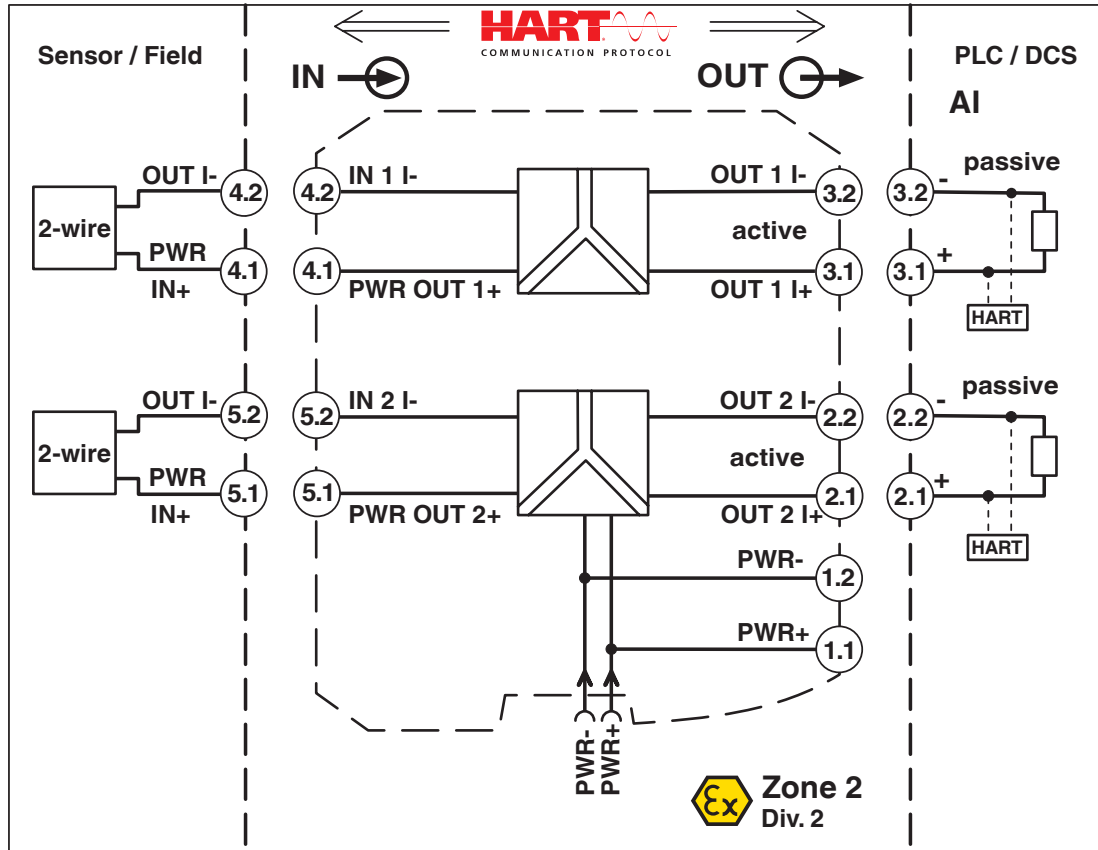 HART
COMMUNICATION PROTOCOL
Sensor / Field
PLC / DCS
IN
OUT
AI
OUT I-
4.2
4.2
IN 1 I-
OUT 1 I-
3.2
3.2
-
passive
2-wire
active
PWR
IN+
4.1
4.1
PWR OUT 1+
OUT 1 I+
3.1
3.1
+
HART
OUT I-
5.2
5.2
IN 2 I-
OUT 2 I-
2.2
2.2
-
passive
2-wire
active
PWR
IN+
5.1
5.1
PWR OUT 2+
OUT 2 I+
2.1
2.1
+
HART
PWR-
1.2
PWR+
1.1
PWR-
PWR+
Ex
Zone 2
Div. 2